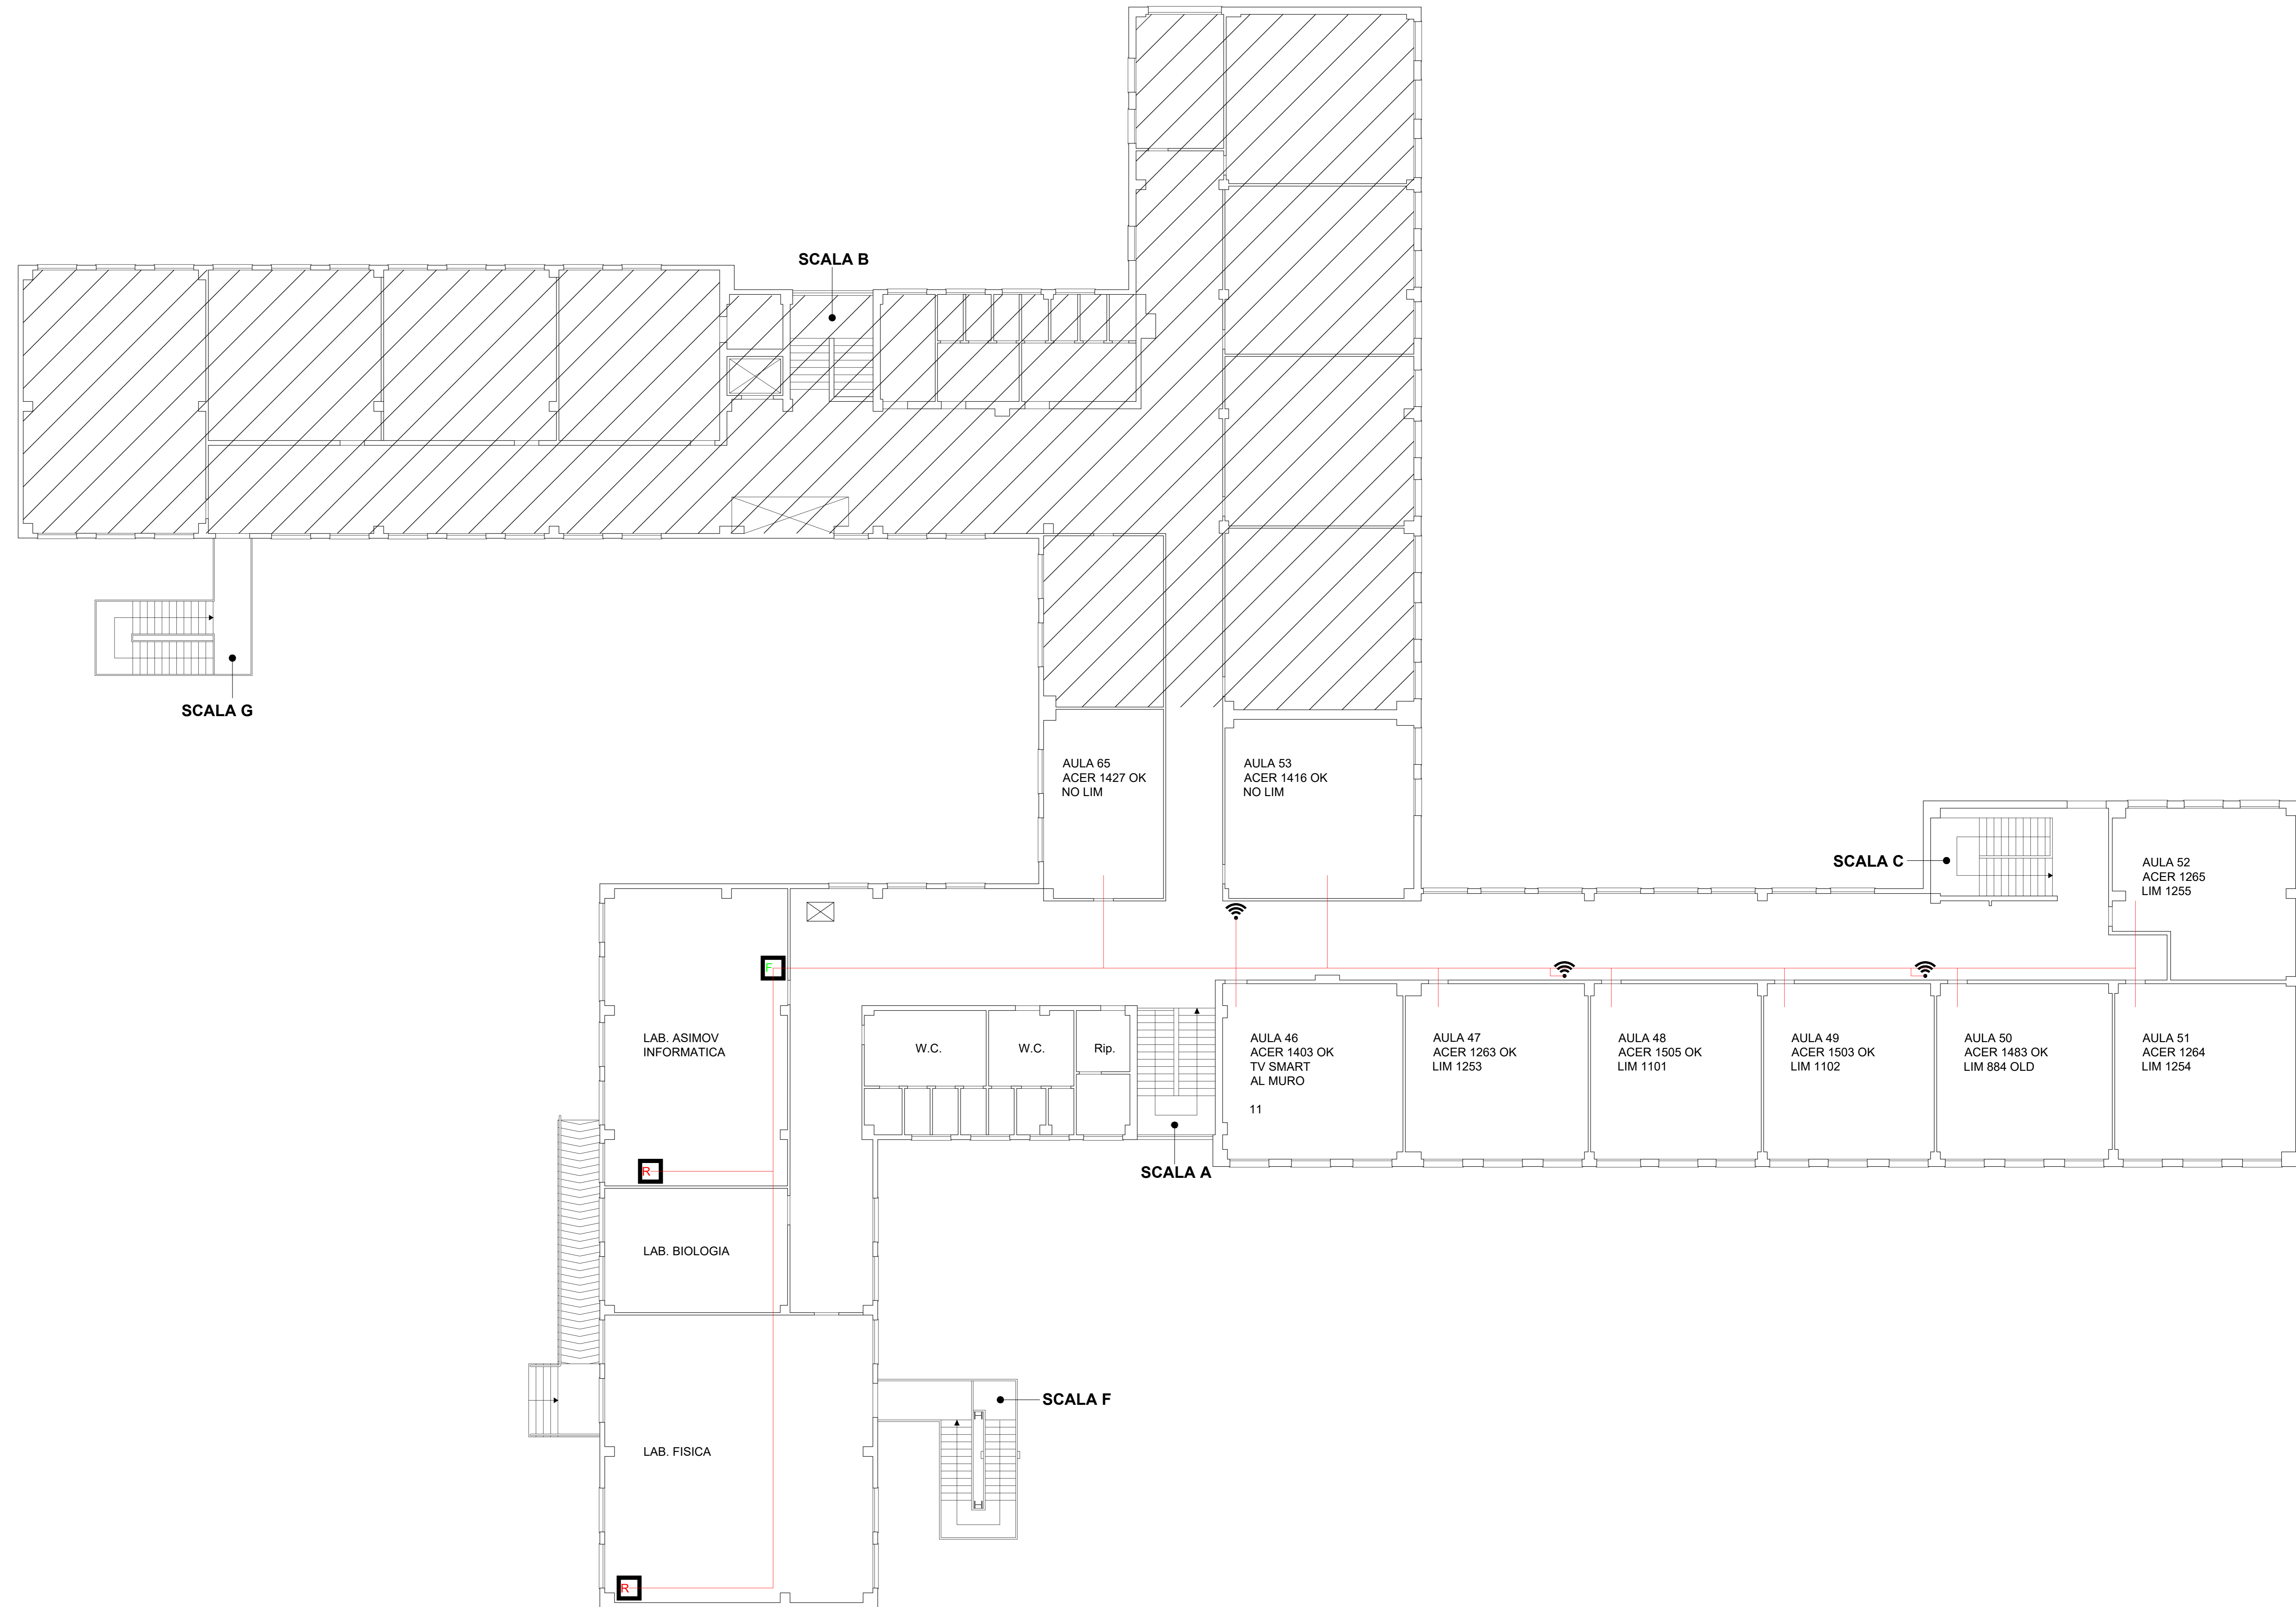 SCALA B
SCALA G
AULA 65
ACER 1427 OK
NO LIM
AULA 53
ACER 1416 OK
NO LIM
SCALA C
AULA 52
ACER 1265
LIM 1255
F
LAB. ASIMOV
INFORMATICA
W.C.
W.C.
Rip.
AULA 46
ACER 1403 OK
TV SMART
AL MURO
11
AULA 47
ACER 1263 OK
LIM 1253
AULA 48
ACER 1505 OK
LIM 1101
AULA 49
ACER 1503 OK
LIM 1102
AULA 50
ACER 1483 OK
LIM 884 OLD
AULA 51
ACER 1264
LIM 1254
R
SCALA A
LAB. BIOLOGIA
SCALA F
LAB. FISICA
R